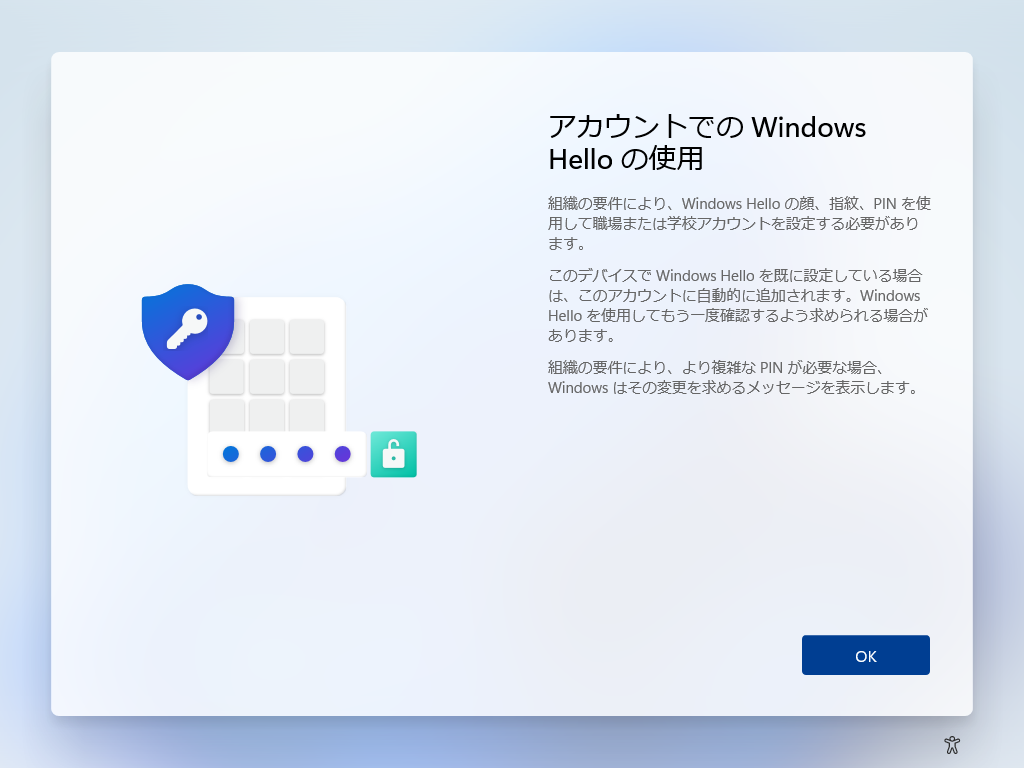 アカウントでの Windows
Hello の使用
組織の要件により、Windows Hello の顔、指紋、PIN を使
用して職場または学校アカウントを設定する必要があり
ます。
このデバイスで Windows Hello を既に設定している場合
は、このアカウントに自動的に追加されます。Windows
Hello を使用してもう一度確認するよう求められる場合が
あります。
組織の要件により、より複雑な PIN が必要な場合、
Windows はその変更を求めるメッセージを表示します。
OK